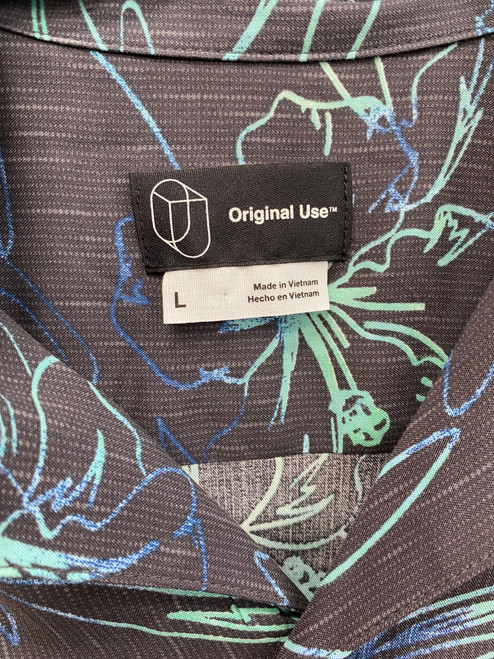 Original Use™
L
Made in Vietnam
Hecho en Vietnam